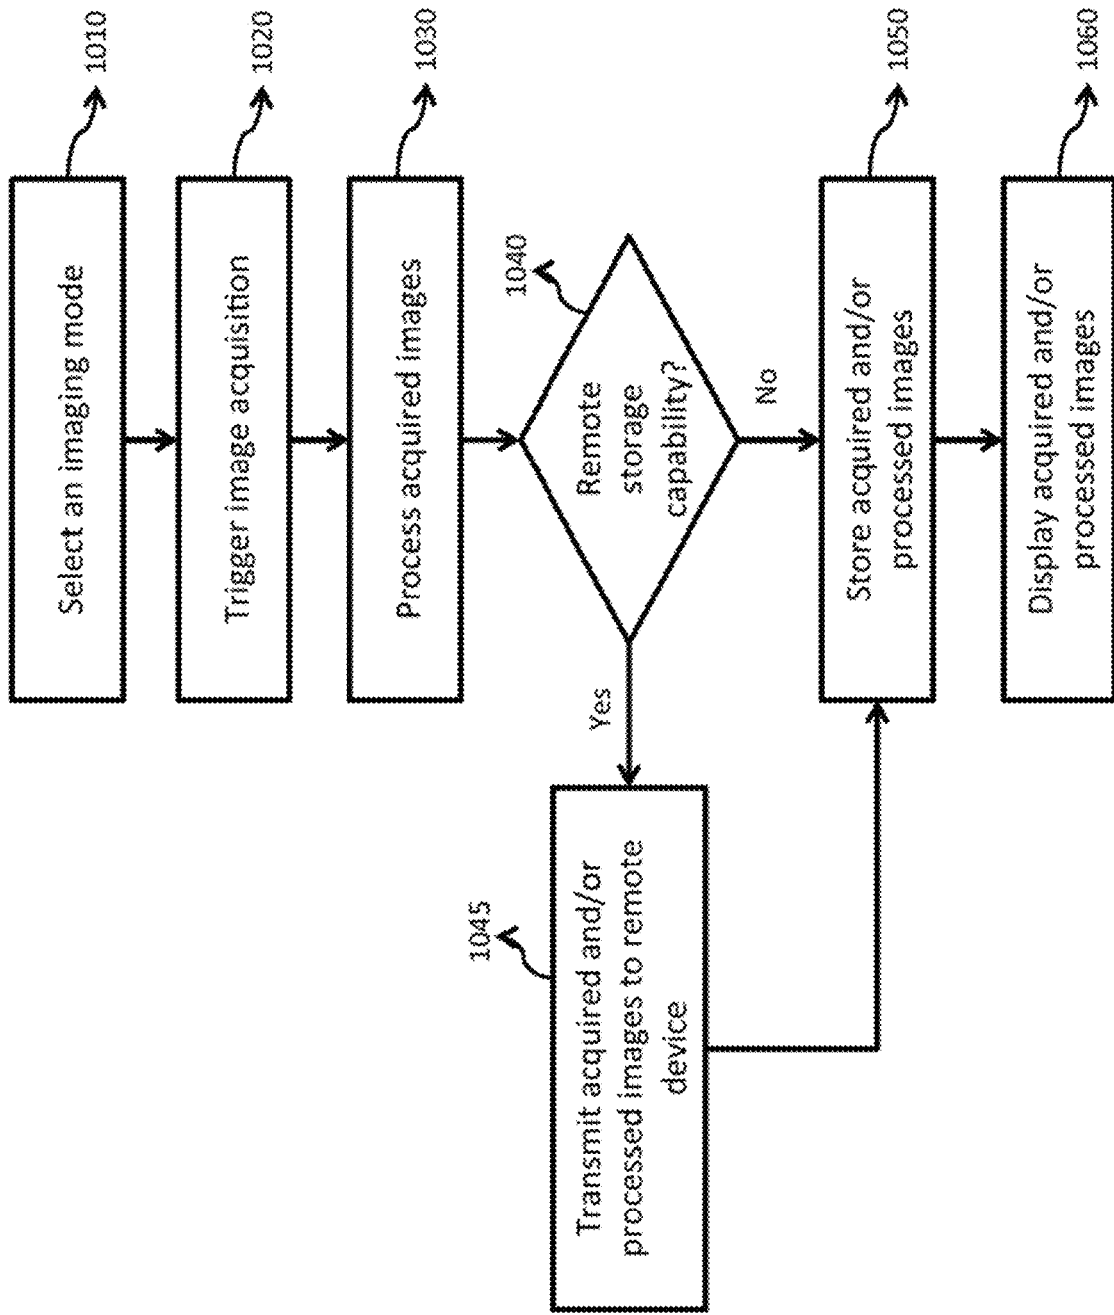 Select an imaging mode
1010
Trigger image acquisition
1020
Process acquired images
1030
Remote
storage
capability?
1040
Yes
No
Transmit acquired and/or
processed images to remote
device
1045
Store acquired and/or
processed images
1050
Display acquired and/or
processed images
1060